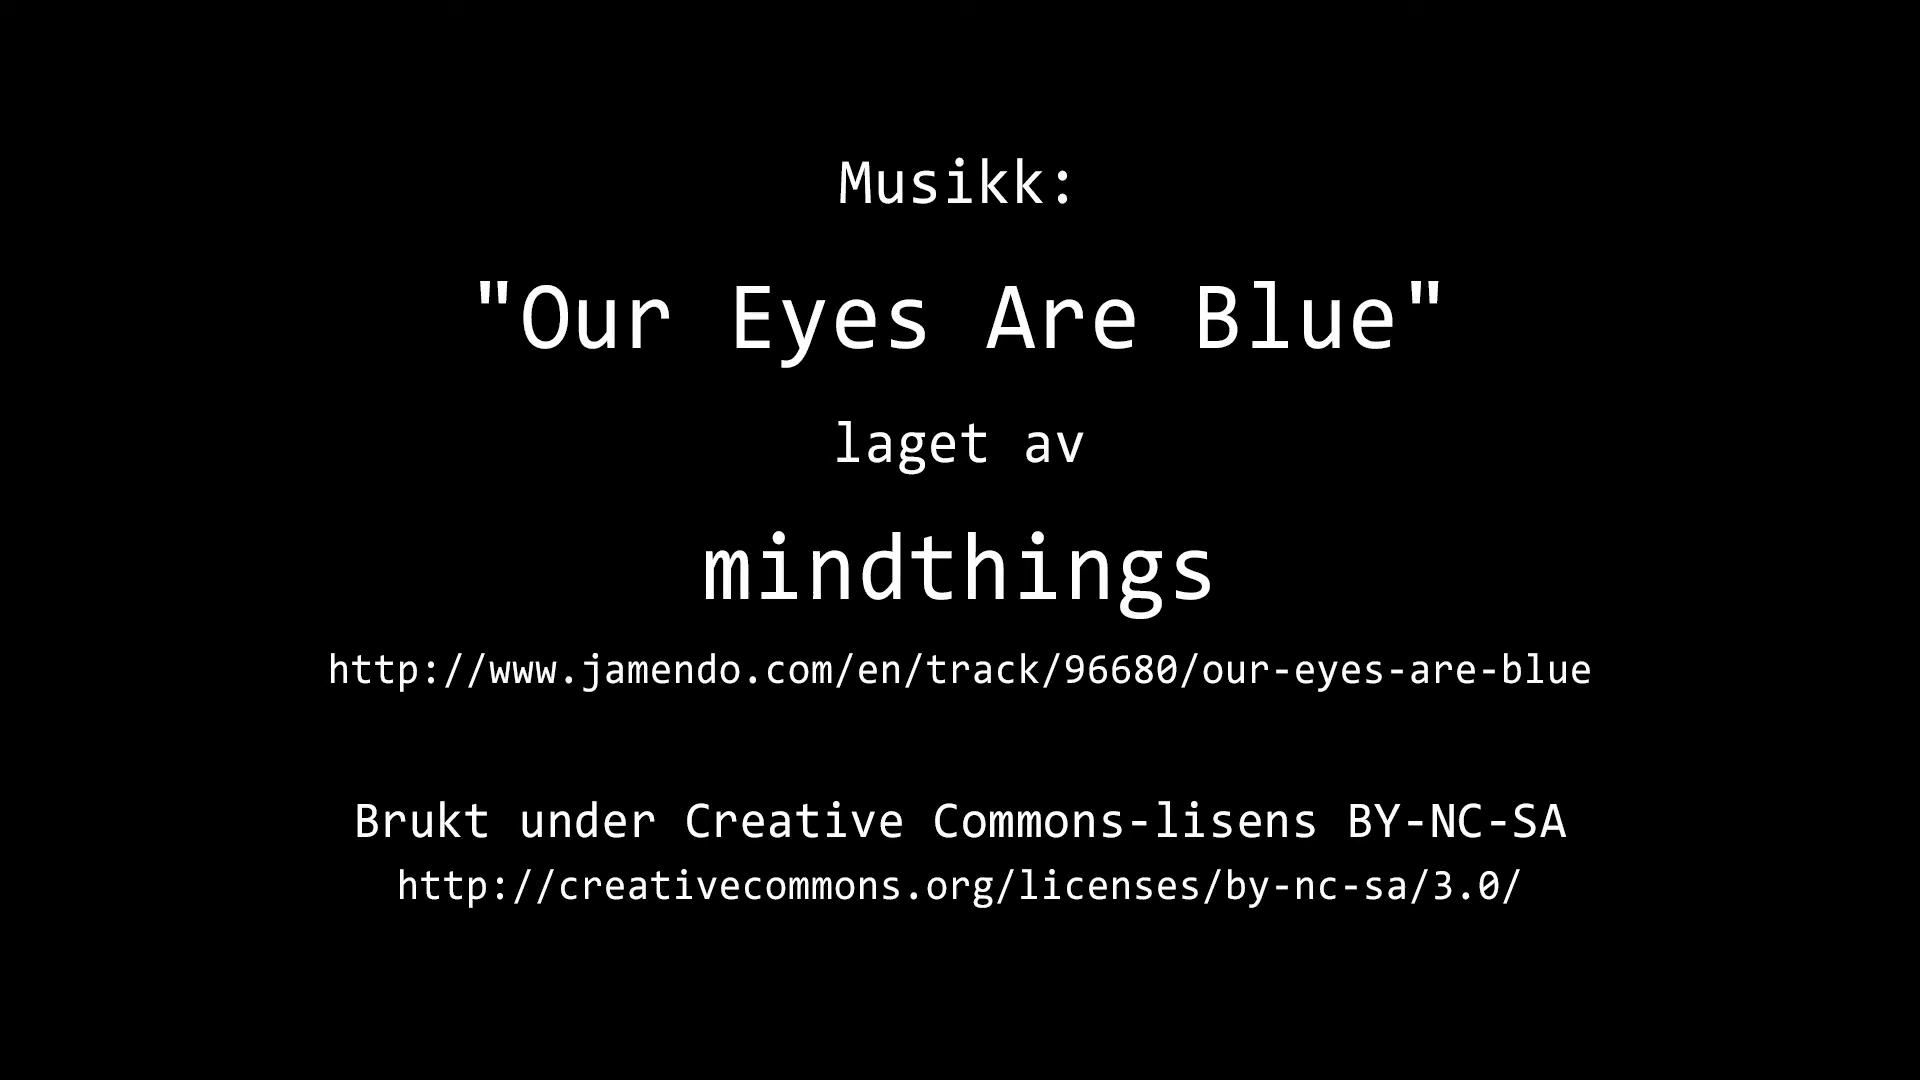 Musikk:
"Our Eyes Are Blue"
laget av
mindthings
http://www.jamendo.com/en/track/96680/our-eyes-are-blue
Brukt under Creative Commons-lisens BY-NC-SA
http://creativecommons.org/licenses/by-nc-sa/3.0/